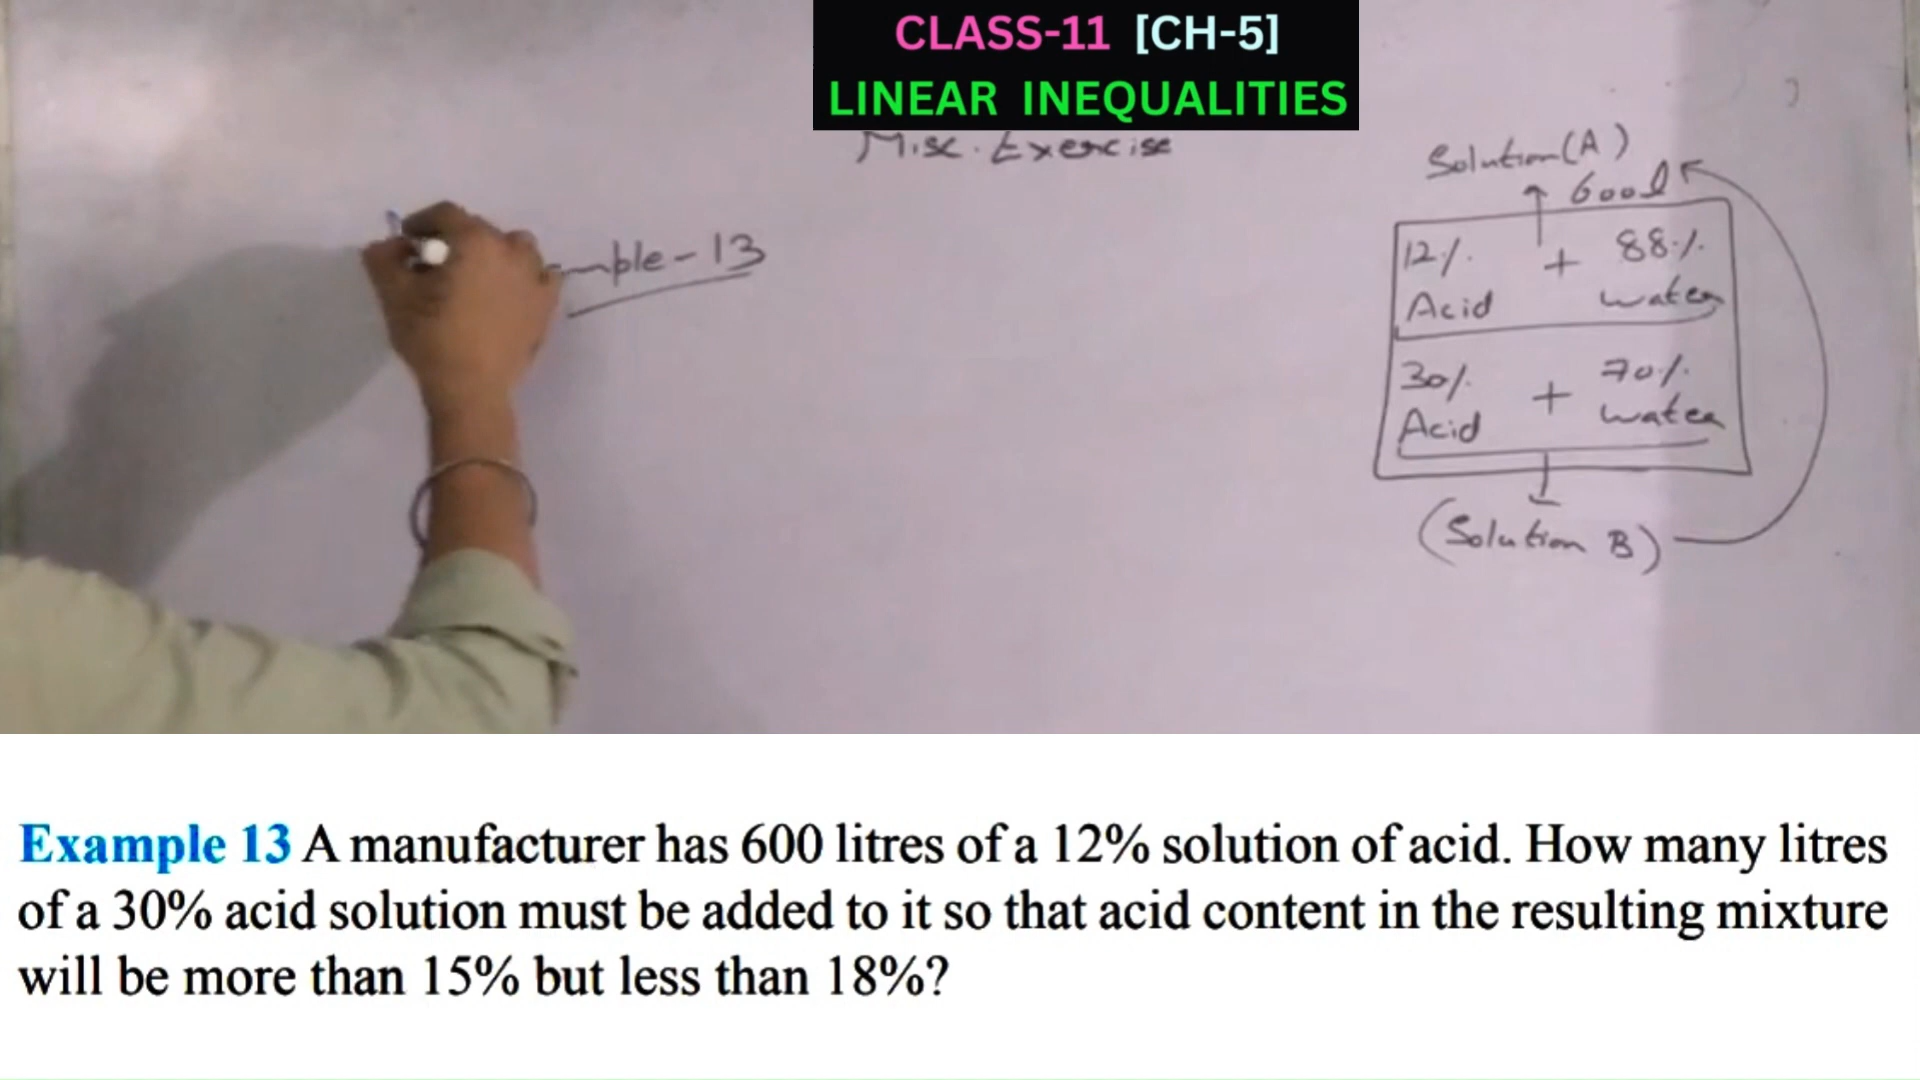 CLASS-11 [CH-5]
LINEAR INEQUALITIES
Misc. Exercise
mple-13
Solution(A)
600l
12%. + 88%.
Acid water
30%. + 70%.
Acid water
(Solution B)
Example 13 A manufacturer has 600 litres of a 12% solution of acid. How many litres
of a 30% acid solution must be added to it so that acid content in the resulting mixture
will be more than 15% but less than 18%?